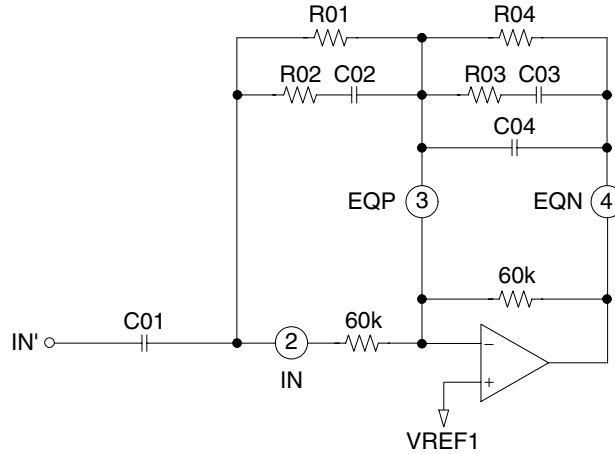 R01 R04
R02 C02 R03 C03
C04
EQP 3 EQN 4
60k
C01 60k
IN' 2 −
IN +
VREF1